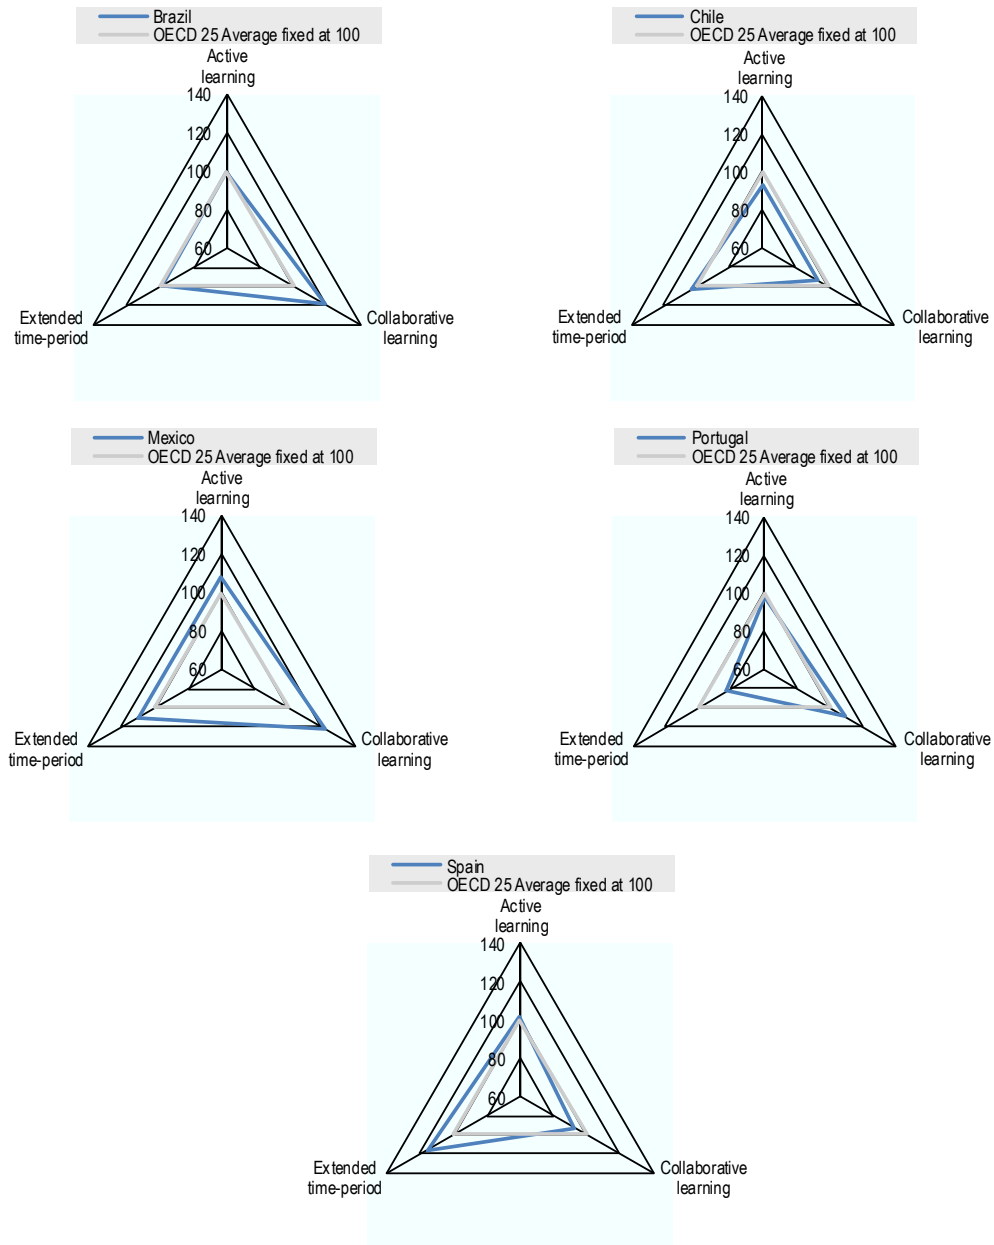 Brazil
OECD 25 Average fixed at 100
Active
learning
140
120
100
80
60
Extended
time-period
Collaborative
learning
Chile
OECD 25 Average fixed at 100
Active
learning
140
120
100
80
60
Extended
time-period
Collaborative
learning
Mexico
OECD 25 Average fixed at 100
Active
learning
140
120
100
80
60
Extended
time-period
Collaborative
learning
Portugal
OECD 25 Average fixed at 100
Active
learning
140
120
100
80
60
Extended
time-period
Collaborative
learning
Spain
OECD 25 Average fixed at 100
Active
learning
140
120
100
80
60
Extended
time-period
Collaborative
learning